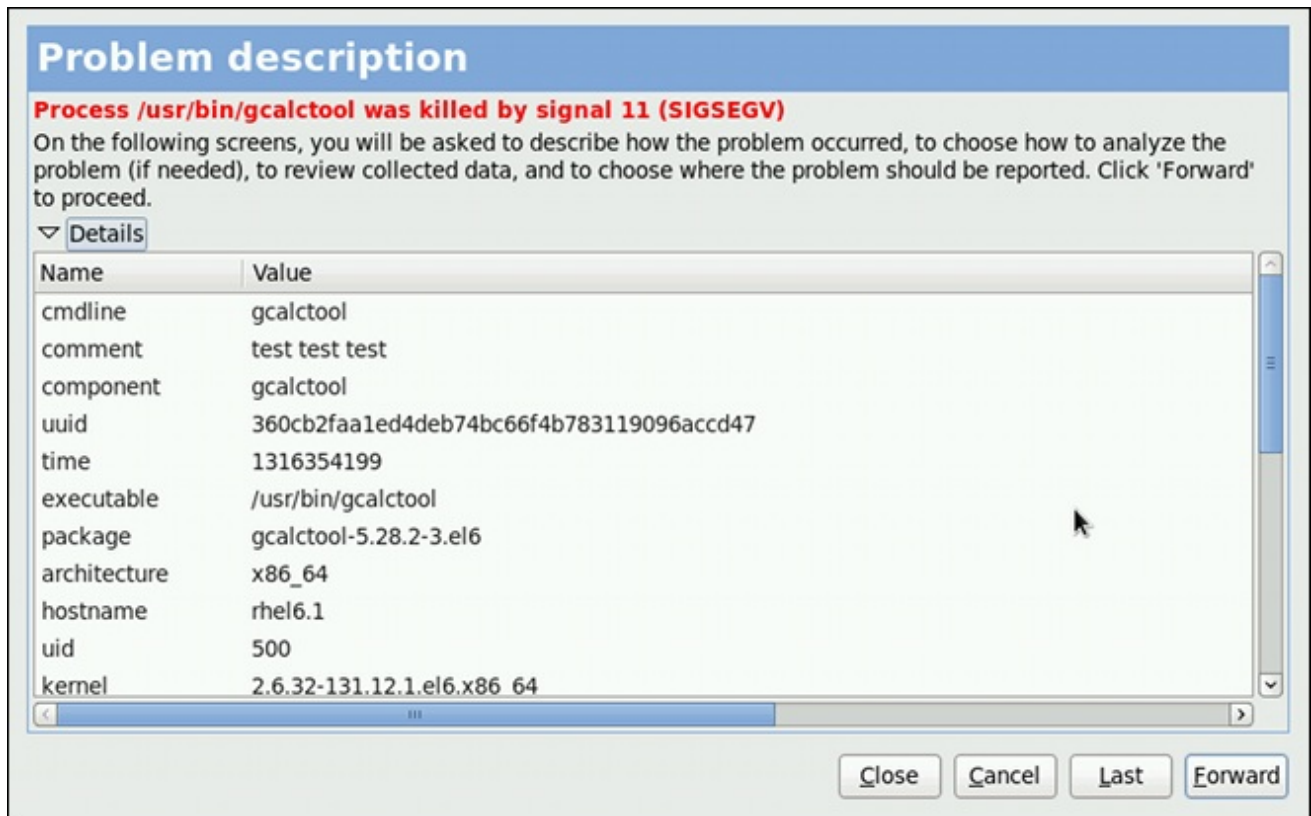 Problem description
Process /usr/bin/gcalctool was killed by signal 11 (SIGSEGV)
On the following screens, you will be asked to describe how the problem occurred, to choose how to analyze the
problem (if needed), to review collected data, and to choose where the problem should be reported. Click 'Forward'
to proceed.
Details
Name Value
cmdline gcalctool
comment test test test
component gcalctool
uuid 360cb2faa1ed4deb74bc66f4b783119096accd47
time 1316354199
executable /usr/bin/gcalctool
package gcalctool-5.28.2-3.el6
architecture x86_64
hostname rhel6.1
uid 500
kernel 2.6.32-131.12.1.el6.x86_64
Close Cancel Last Forward